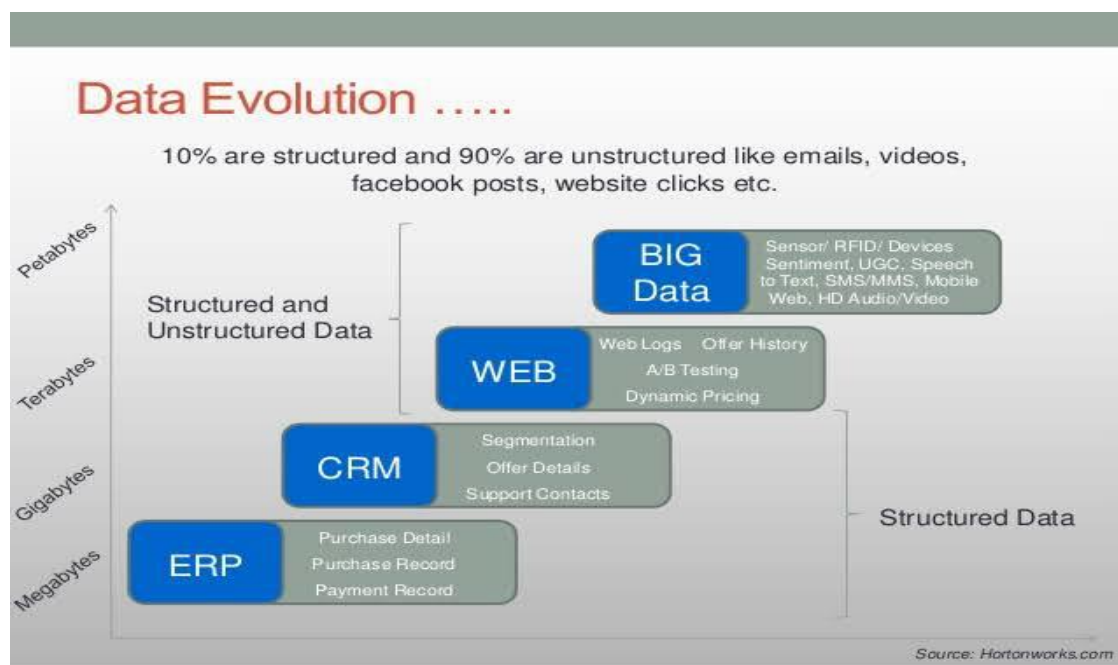 Data Evolution .....
10% are structured and 90% are unstructured like emails, videos,
facebook posts, website clicks etc.
Petabytes
Terabytes
Gigabytes
Megabytes
Structured and
Unstructured Data
BIG
Data
Sensor/ RFID/ Devices
Sentiment, UGC, Speech
to Text, SMS/MMS, Mobile
Web, HD Audio/Video
WEB
Web Logs Offer History
A/B Testing
Dynamic Pricing
CRM
Segmentation
Offer Details
Support Contacts
Structured Data
ERP
Purchase Detail
Purchase Record
Payment Record
Source: Hortonworks.com